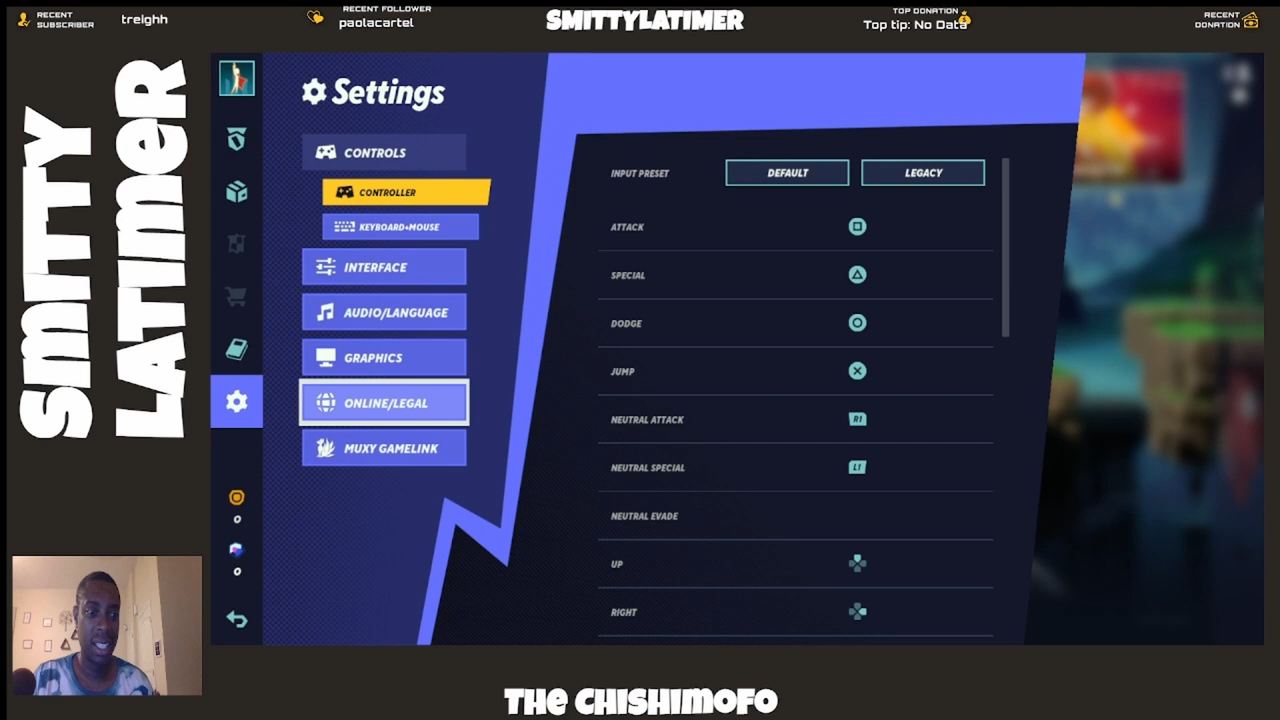 RECENT
SUBSCRIBER
treighh
RECENT FOLLOWER
paolacartel
SMITTYLATIMER
TOP DONATION
Top tip: No Data
RECENT
DONATION
SMITTY
LATIMER
Settings
CONTROLS
CONTROLLER
KEYBOARD+MOUSE
INTERFACE
AUDIO/LANGUAGE
GRAPHICS
ONLINE/LEGAL
MUXY GAMELINK
0
0
INPUT PRESET
DEFAULT
LEGACY
ATTACK
SPECIAL
DODGE
JUMP
NEUTRAL ATTACK
R1
NEUTRAL SPECIAL
L1
NEUTRAL EVADE
UP
RIGHT
THE CHISHIMOFO